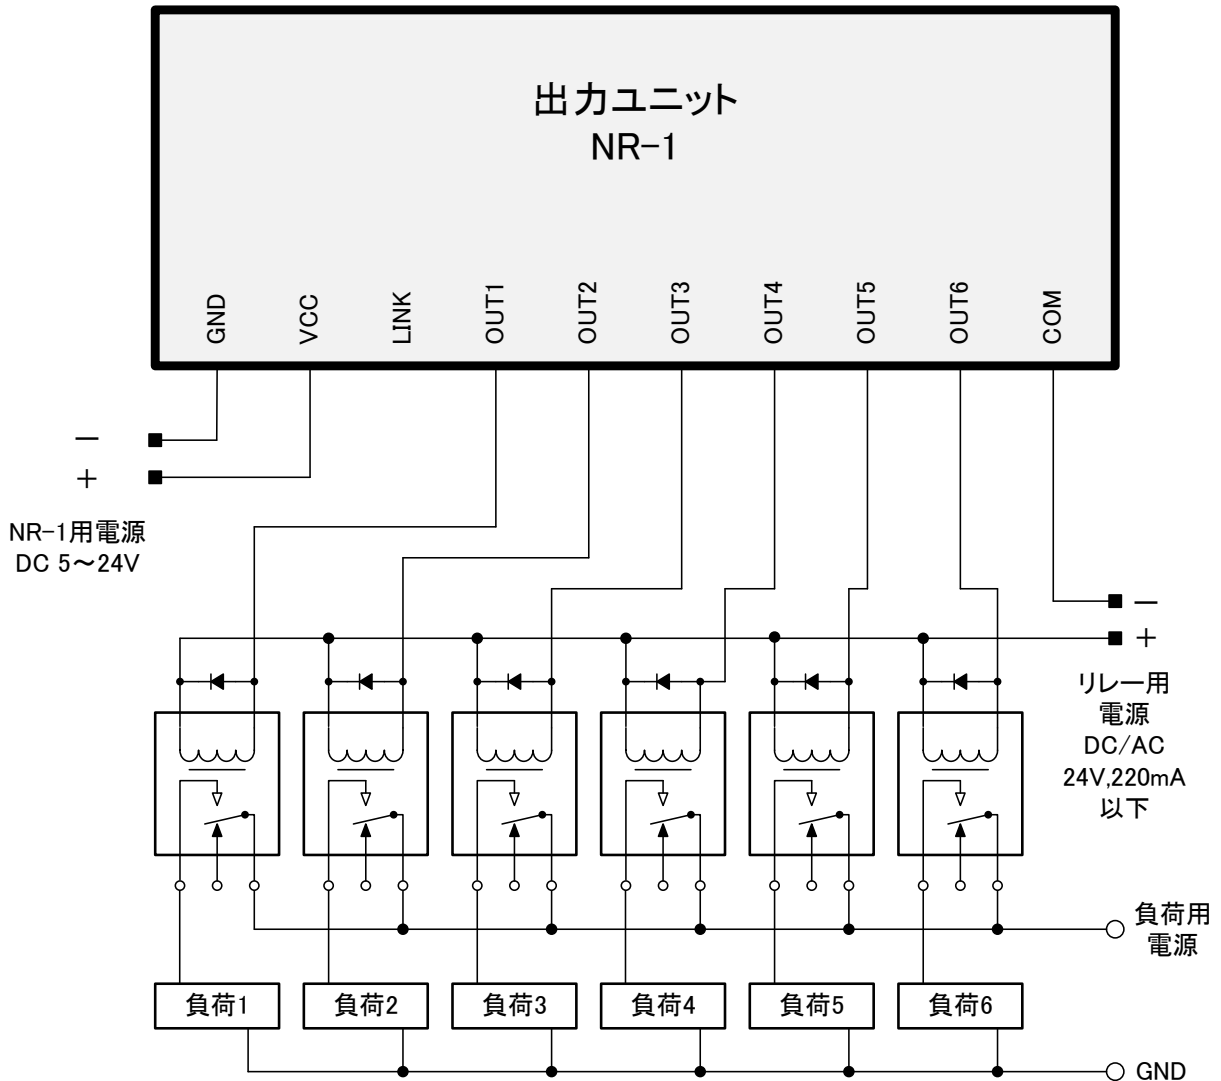 出力ユニット
NR-1
GND
VCC
LINK
OUT1
OUT2
OUT3
OUT4
OUT5
OUT6
COM
－
＋
NR-1用電源
DC 5～24V
－
＋
リレー用
電源
DC/AC
24V,220mA
以下
負荷用
電源
負荷1
負荷2
負荷3
負荷4
負荷5
負荷6
GND